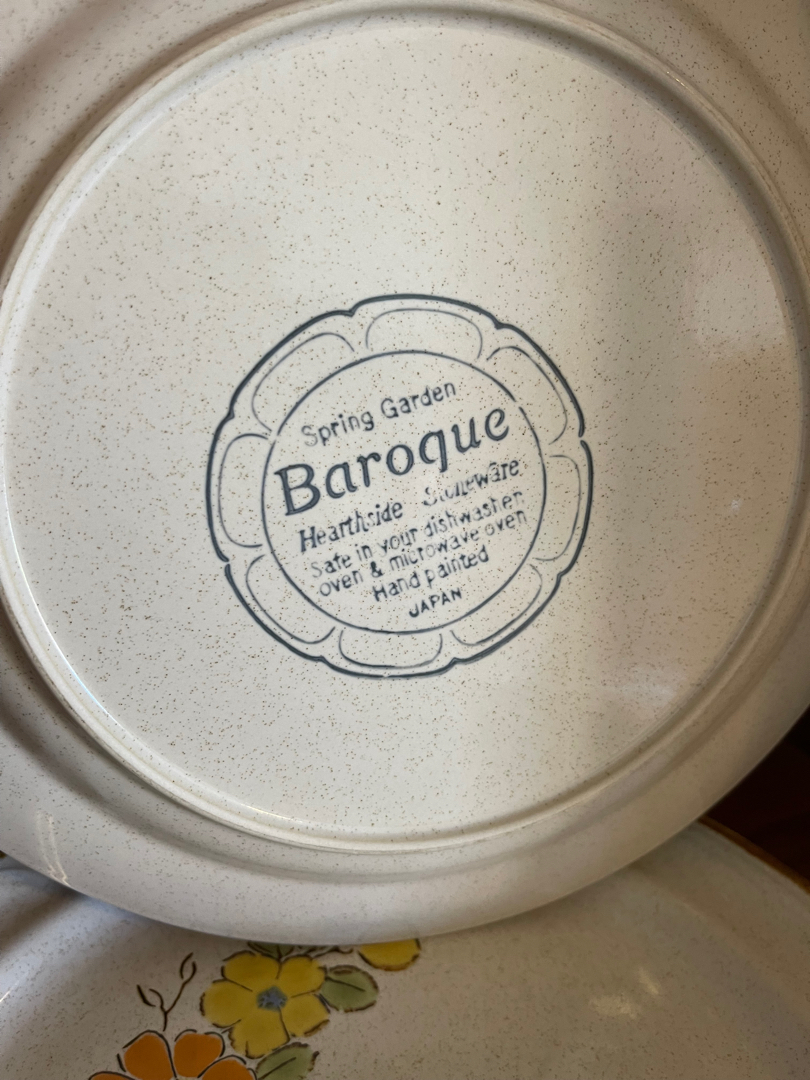 Spring Garden
Baroque
Hearthside Stoneware
Safe in your dishwasher
oven & microwave oven
Hand painted
JAPAN